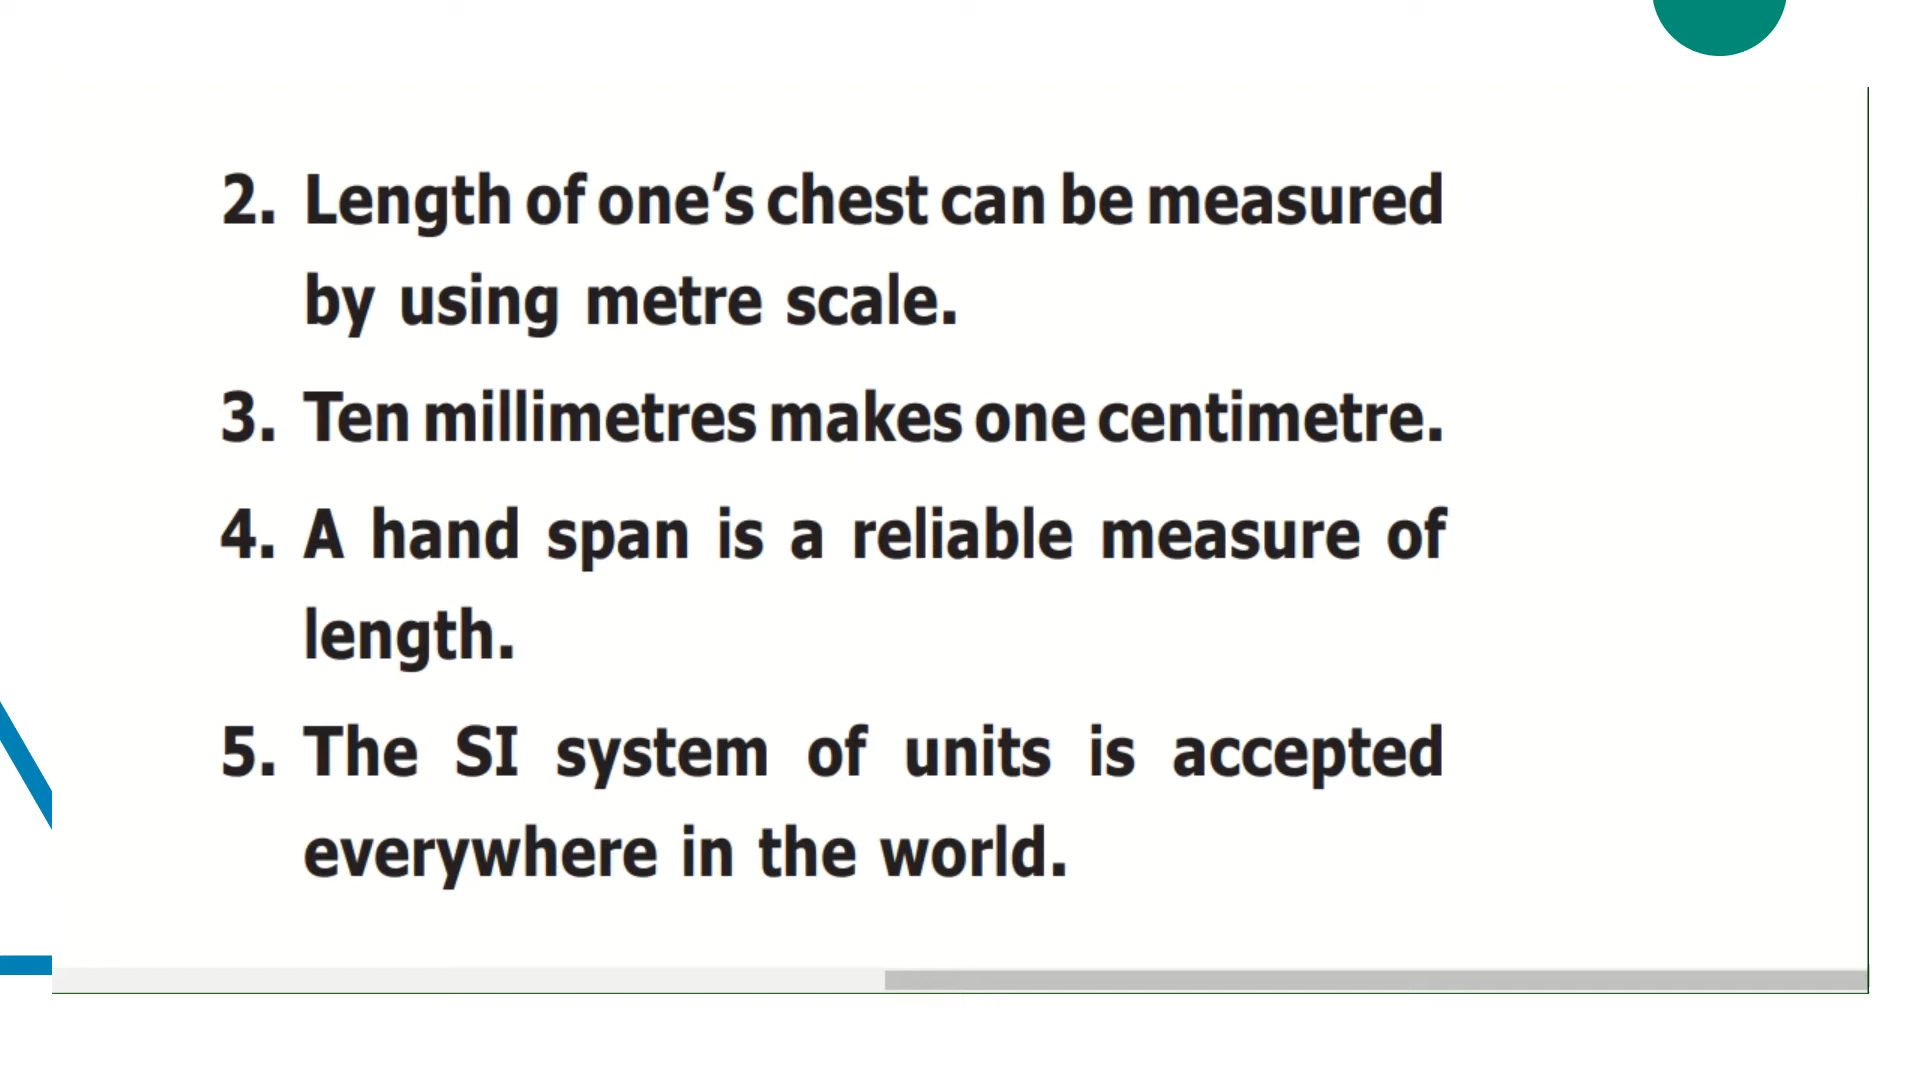 2. Length of one’s chest can be measured
by using metre scale.
3. Ten millimetres makes one centimetre.
4. A hand span is a reliable measure of
length.
5. The SI system of units is accepted
everywhere in the world.